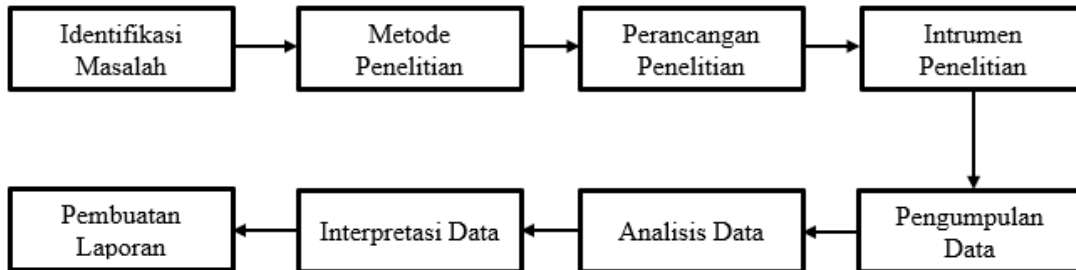 Identifikasi
Masalah
Metode
Penelitian
Perancangan
Penelitian
Intrumen
Penelitian
Pengumpulan
Data
Analisis Data
Interpretasi Data
Pembuatan
Laporan